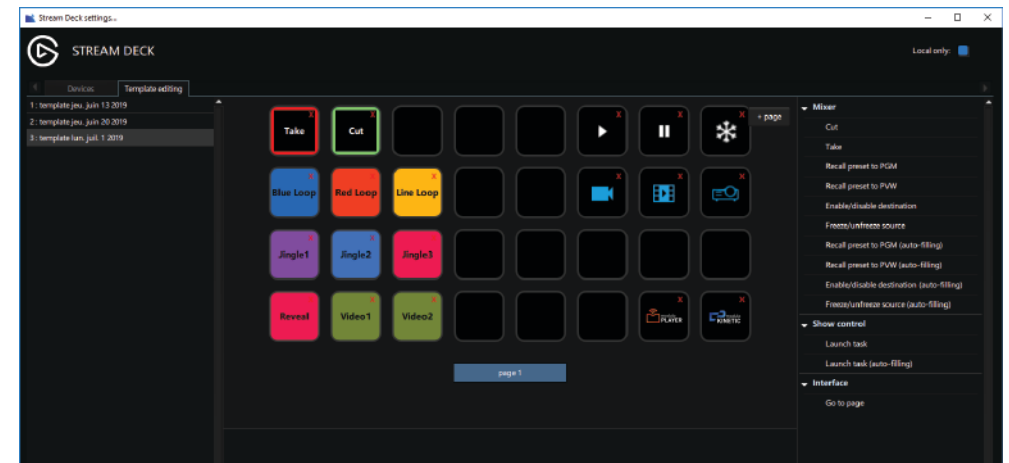 Stream Deck settings...
STREAM DECK
Local only:
Devices
Template editing
1 : template jeu. juin 13 2019
2 : template jeu. juin 20 2019
3 : template lun. juil. 1 2019
Take
X
Cut
X
X
X
X
+ page
Blue Loop
X
Red Loop
X
Line Loop
X
X
X
X
Jingle1
X
Jingle2
X
Jingle3
X
Reveal
X
Video1
X
Video2
X
PLAYER
X
KINETIC
X
page 1
Mixer
Cut
Take
Recall preset to PGM
Recall preset to PVW
Enable/disable destination
Freeze/unfreeze source
Recall preset to PGM (auto-filling)
Recall preset to PVW (auto-filling)
Enable/disable destination (auto-filling)
Freeze/unfreeze source (auto-filling)
Show control
Launch task
Launch task (auto-filling)
Interface
Go to page